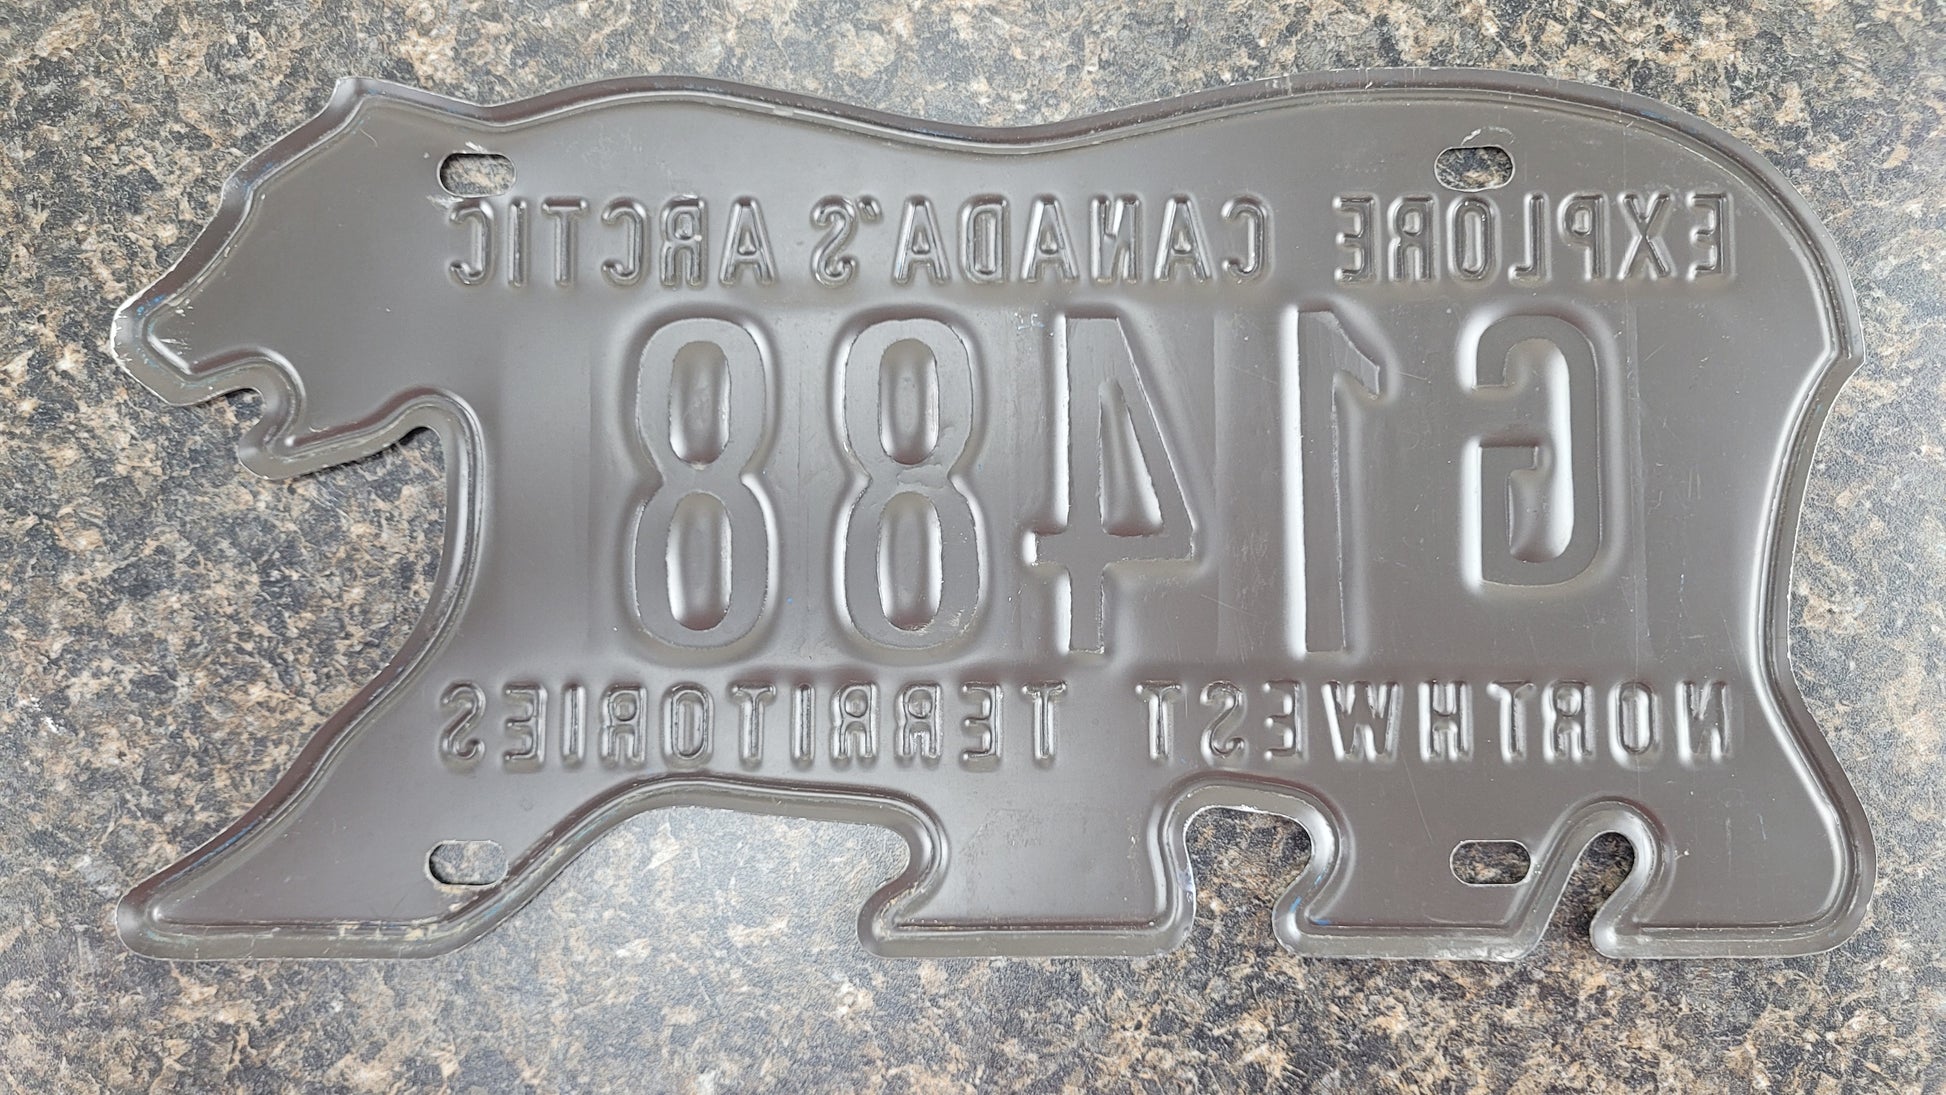 EXPLORE CANADA'S ARCTIC
G1488
NORTHWEST TERRITORIES